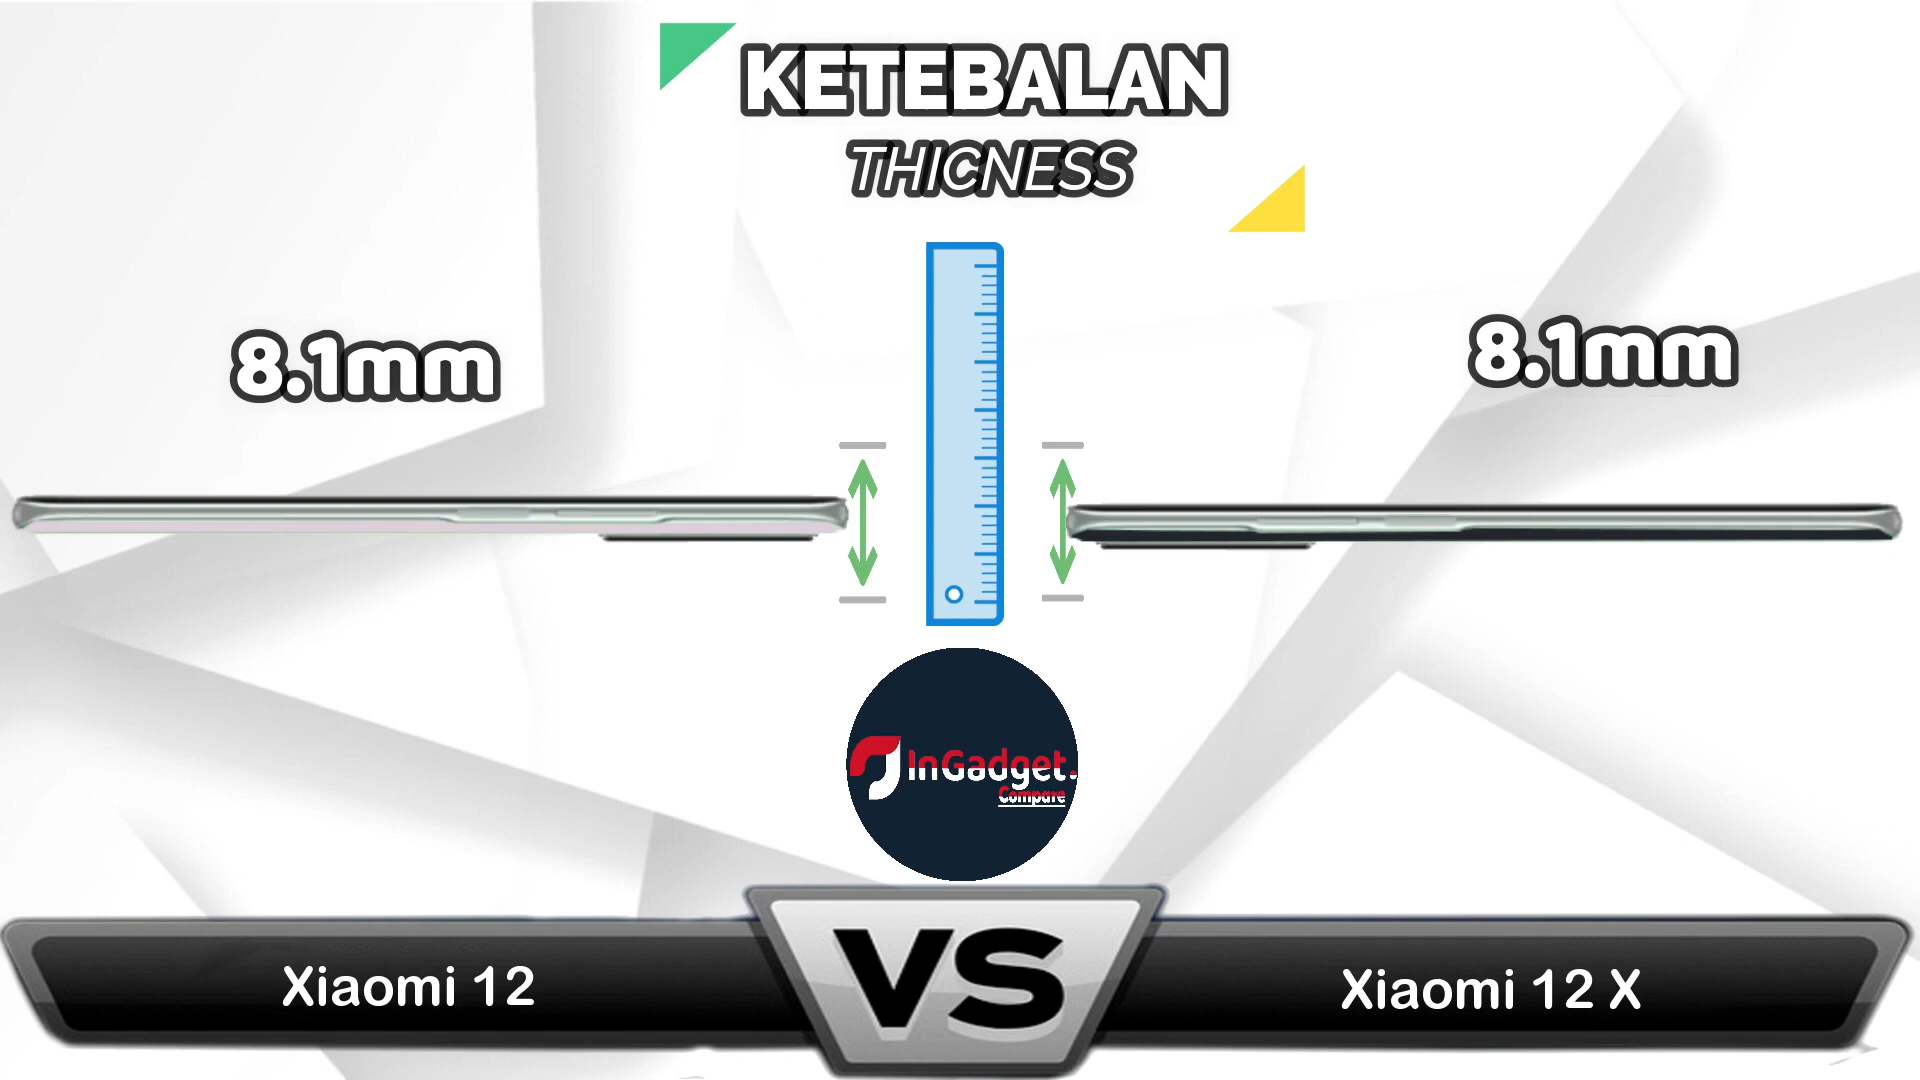 KETEBALAN
THICNESS
8.1mm
8.1mm
InGadget.
Compare
Xiaomi 12
VS
Xiaomi 12 X